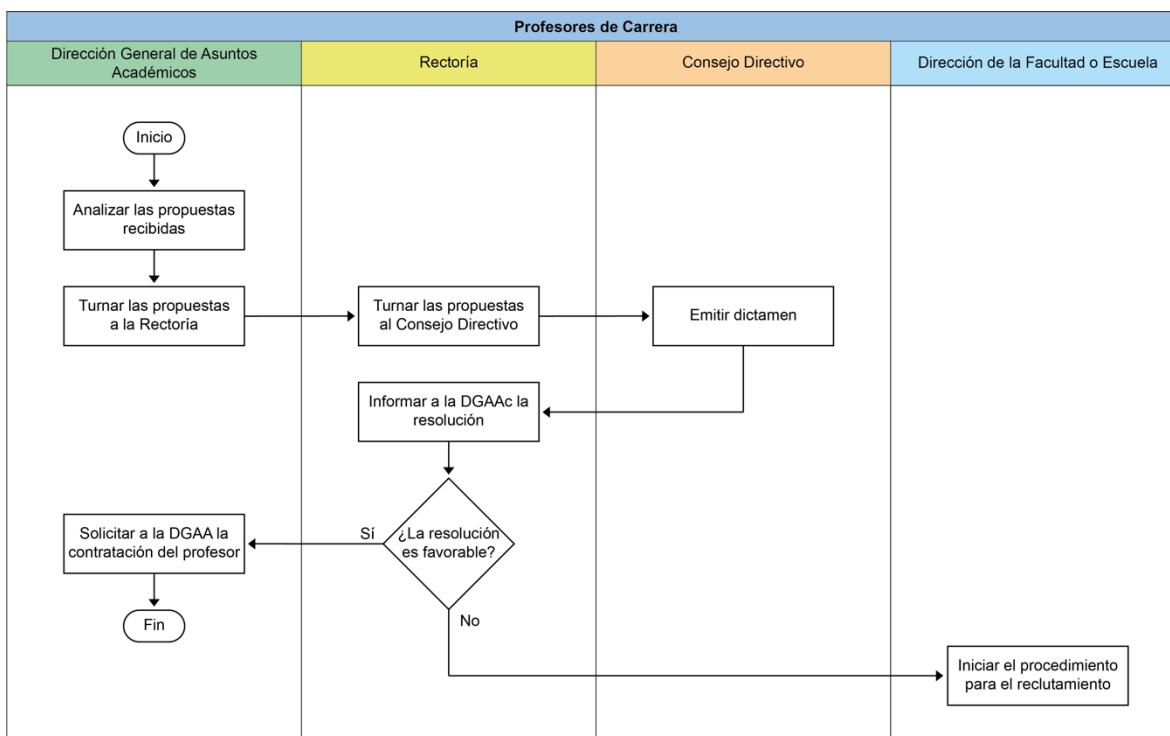 Profesores de Carrera
Dirección General de Asuntos
Académicos
Rectoría
Consejo Directivo
Dirección de la Facultad o Escuela
Inicio
Analizar las propuestas
recibidas
Turnar las propuestas
a la Rectoría
Turnar las propuestas
al Consejo Directivo
Emitir dictamen
Informar a la DGAAc la
resolución
¿La resolución
es favorable?
Sí
Solicitar a la DGAA la
contratación del profesor
Fin
No
Iniciar el procedimiento
para el reclutamiento